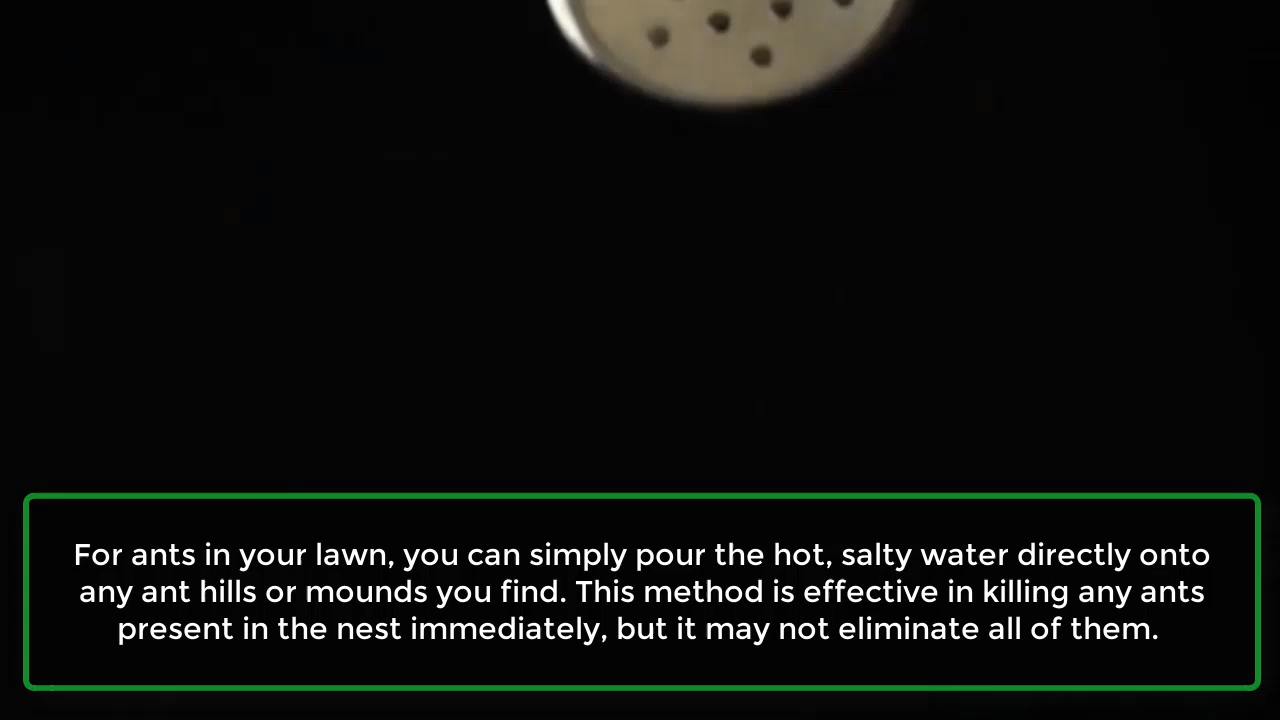 For ants in your lawn, you can simply pour the hot, salty water directly onto
any ant hills or mounds you find. This method is effective in killing any ants
present in the nest immediately, but it may not eliminate all of them.